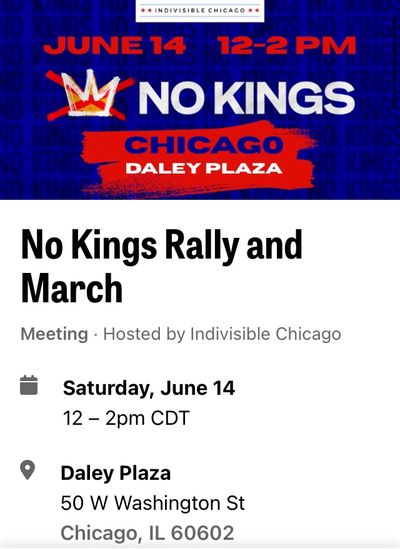 INDIVISIBLE CHICAGO
JUNE 14 12-2 PM
NO KINGS
CHICAGO
DALEY PLAZA
No Kings Rally and
March
Meeting · Hosted by Indivisible Chicago
Saturday, June 14
12 – 2pm CDT
Daley Plaza
50 W Washington St
Chicago, IL 60602